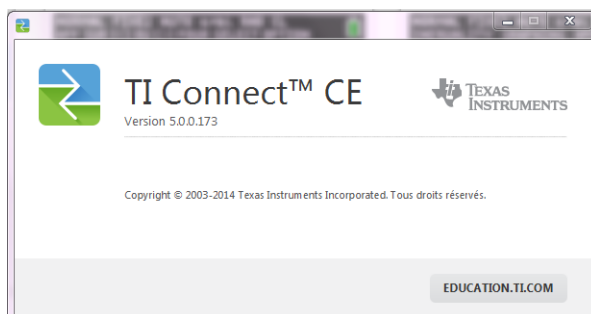 TI Connect™ CE
TEXAS
INSTRUMENTS
Version 5.0.0.173
Copyright © 2003-2014 Texas Instruments Incorporated. Tous droits réservés.
EDUCATION.TI.COM